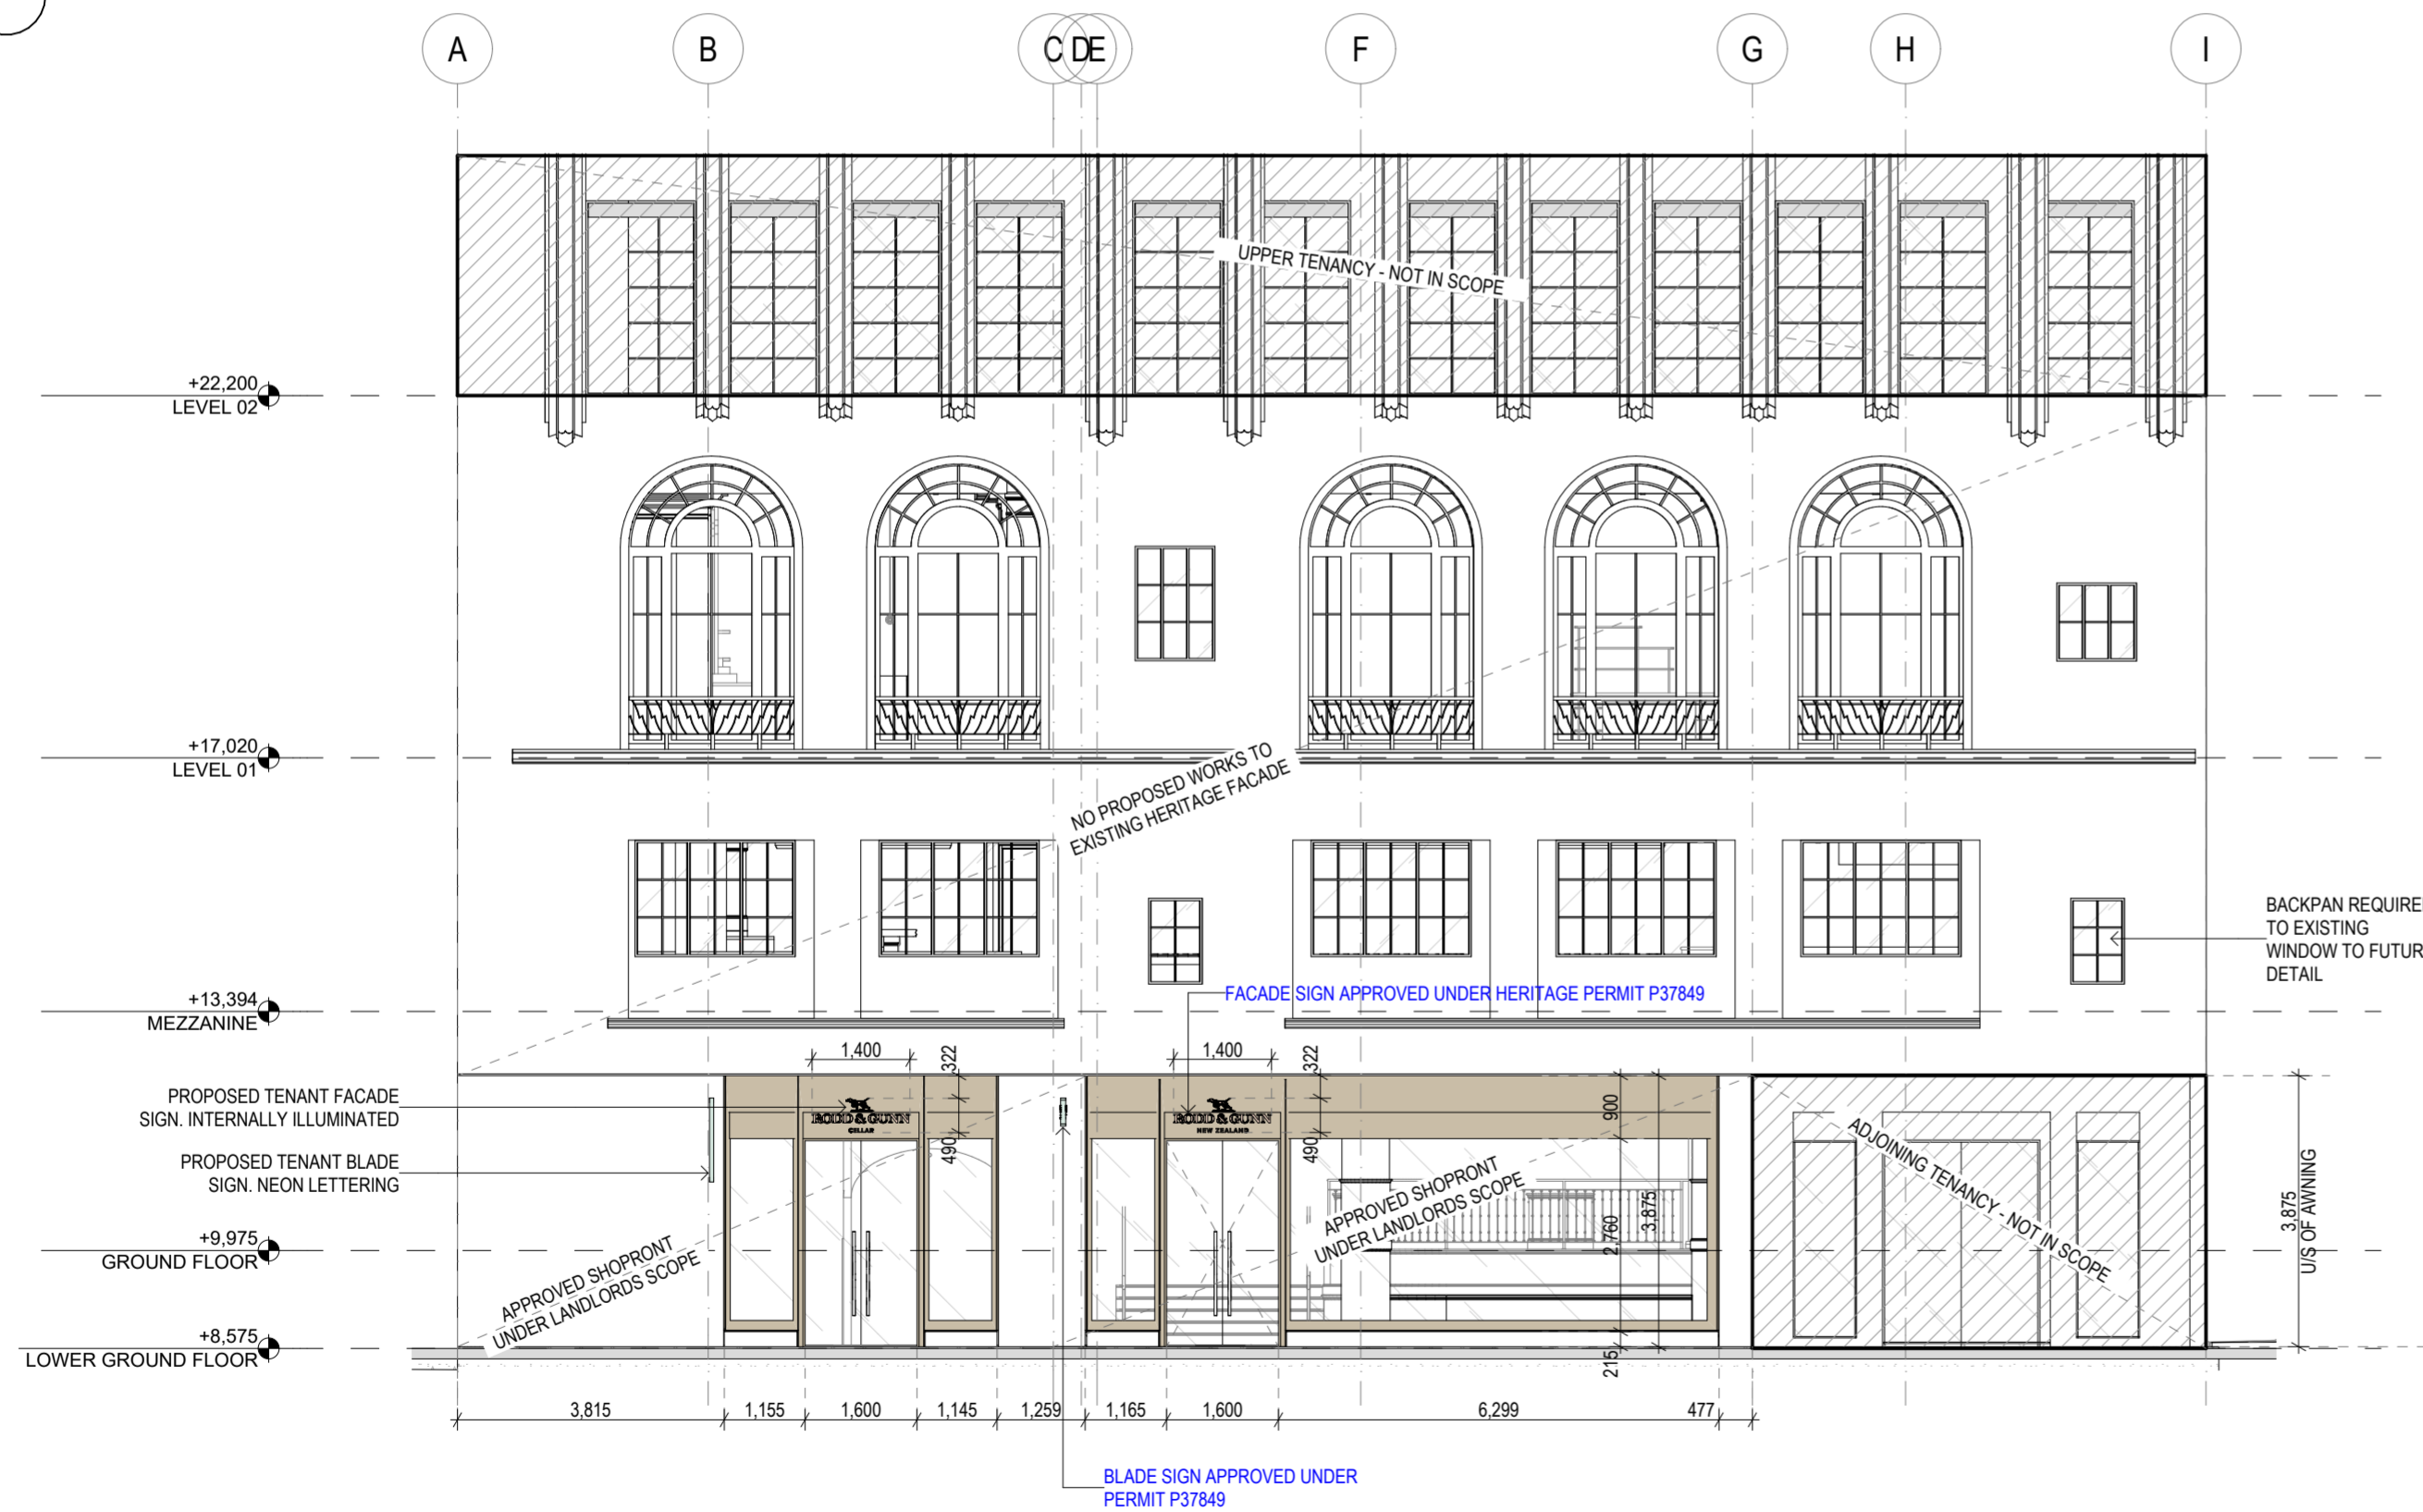 A
B
C
D
E
F
G
H
I
UPPER TENANCY - NOT IN SCOPE
+22,200
LEVEL 02
+17,020
LEVEL 01
NO PROPOSED WORKS TO
EXISTING HERITAGE FACADE
BACKPAN REQUIRE
TO EXISTING
WINDOW TO FUTUR
DETAIL
+13,394
MEZZANINE
FACADE SIGN APPROVED UNDER HERITAGE PERMIT P37849
1,400
322
1,400
322
PROPOSED TENANT FACADE
SIGN. INTERNALLY ILLUMINATED
RODD & GUNN
CELLAR
490
RODD & GUNN
NEW ZEALAND
490
900
PROPOSED TENANT BLADE
SIGN. NEON LETTERING
2,760
3,875
ADJOINING TENANCY - NOT IN SCOPE
3,875
U/S OF AWNING
APPROVED SHOPRONT
UNDER LANDLORDS SCOPE
APPROVED SHOPRONT
UNDER LANDLORDS SCOPE
+9,975
GROUND FLOOR
+8,575
LOWER GROUND FLOOR
215
3,815
1,155
1,600
1,145
1,259
1,165
1,600
6,299
477
BLADE SIGN APPROVED UNDER
PERMIT P37849